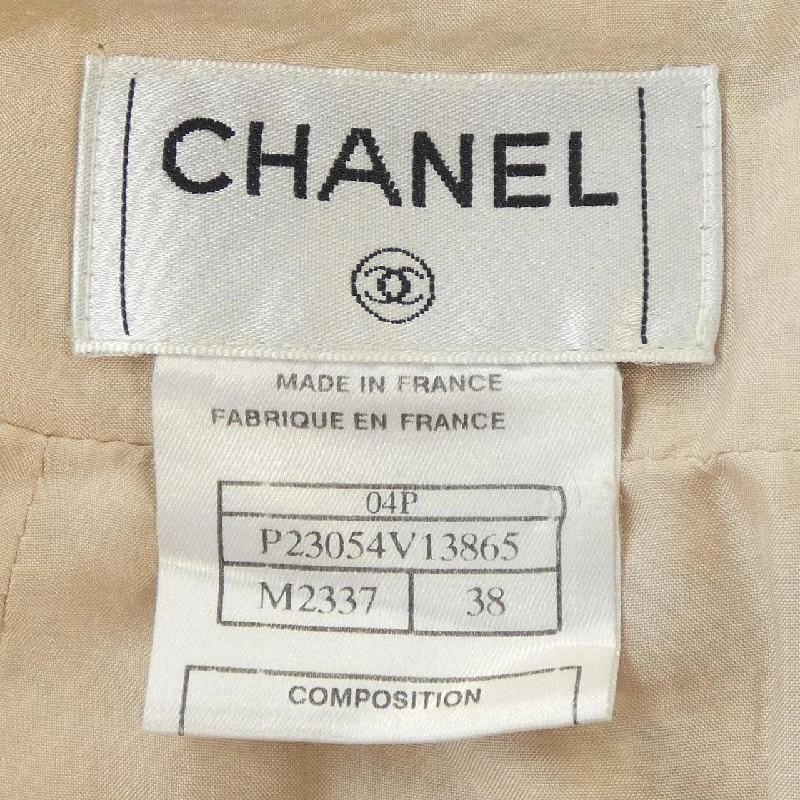 CHANEL
MADE IN FRANCE
FABRIQUE EN FRANCE
04P
P23054V13865
M2337 38
COMPOSITION